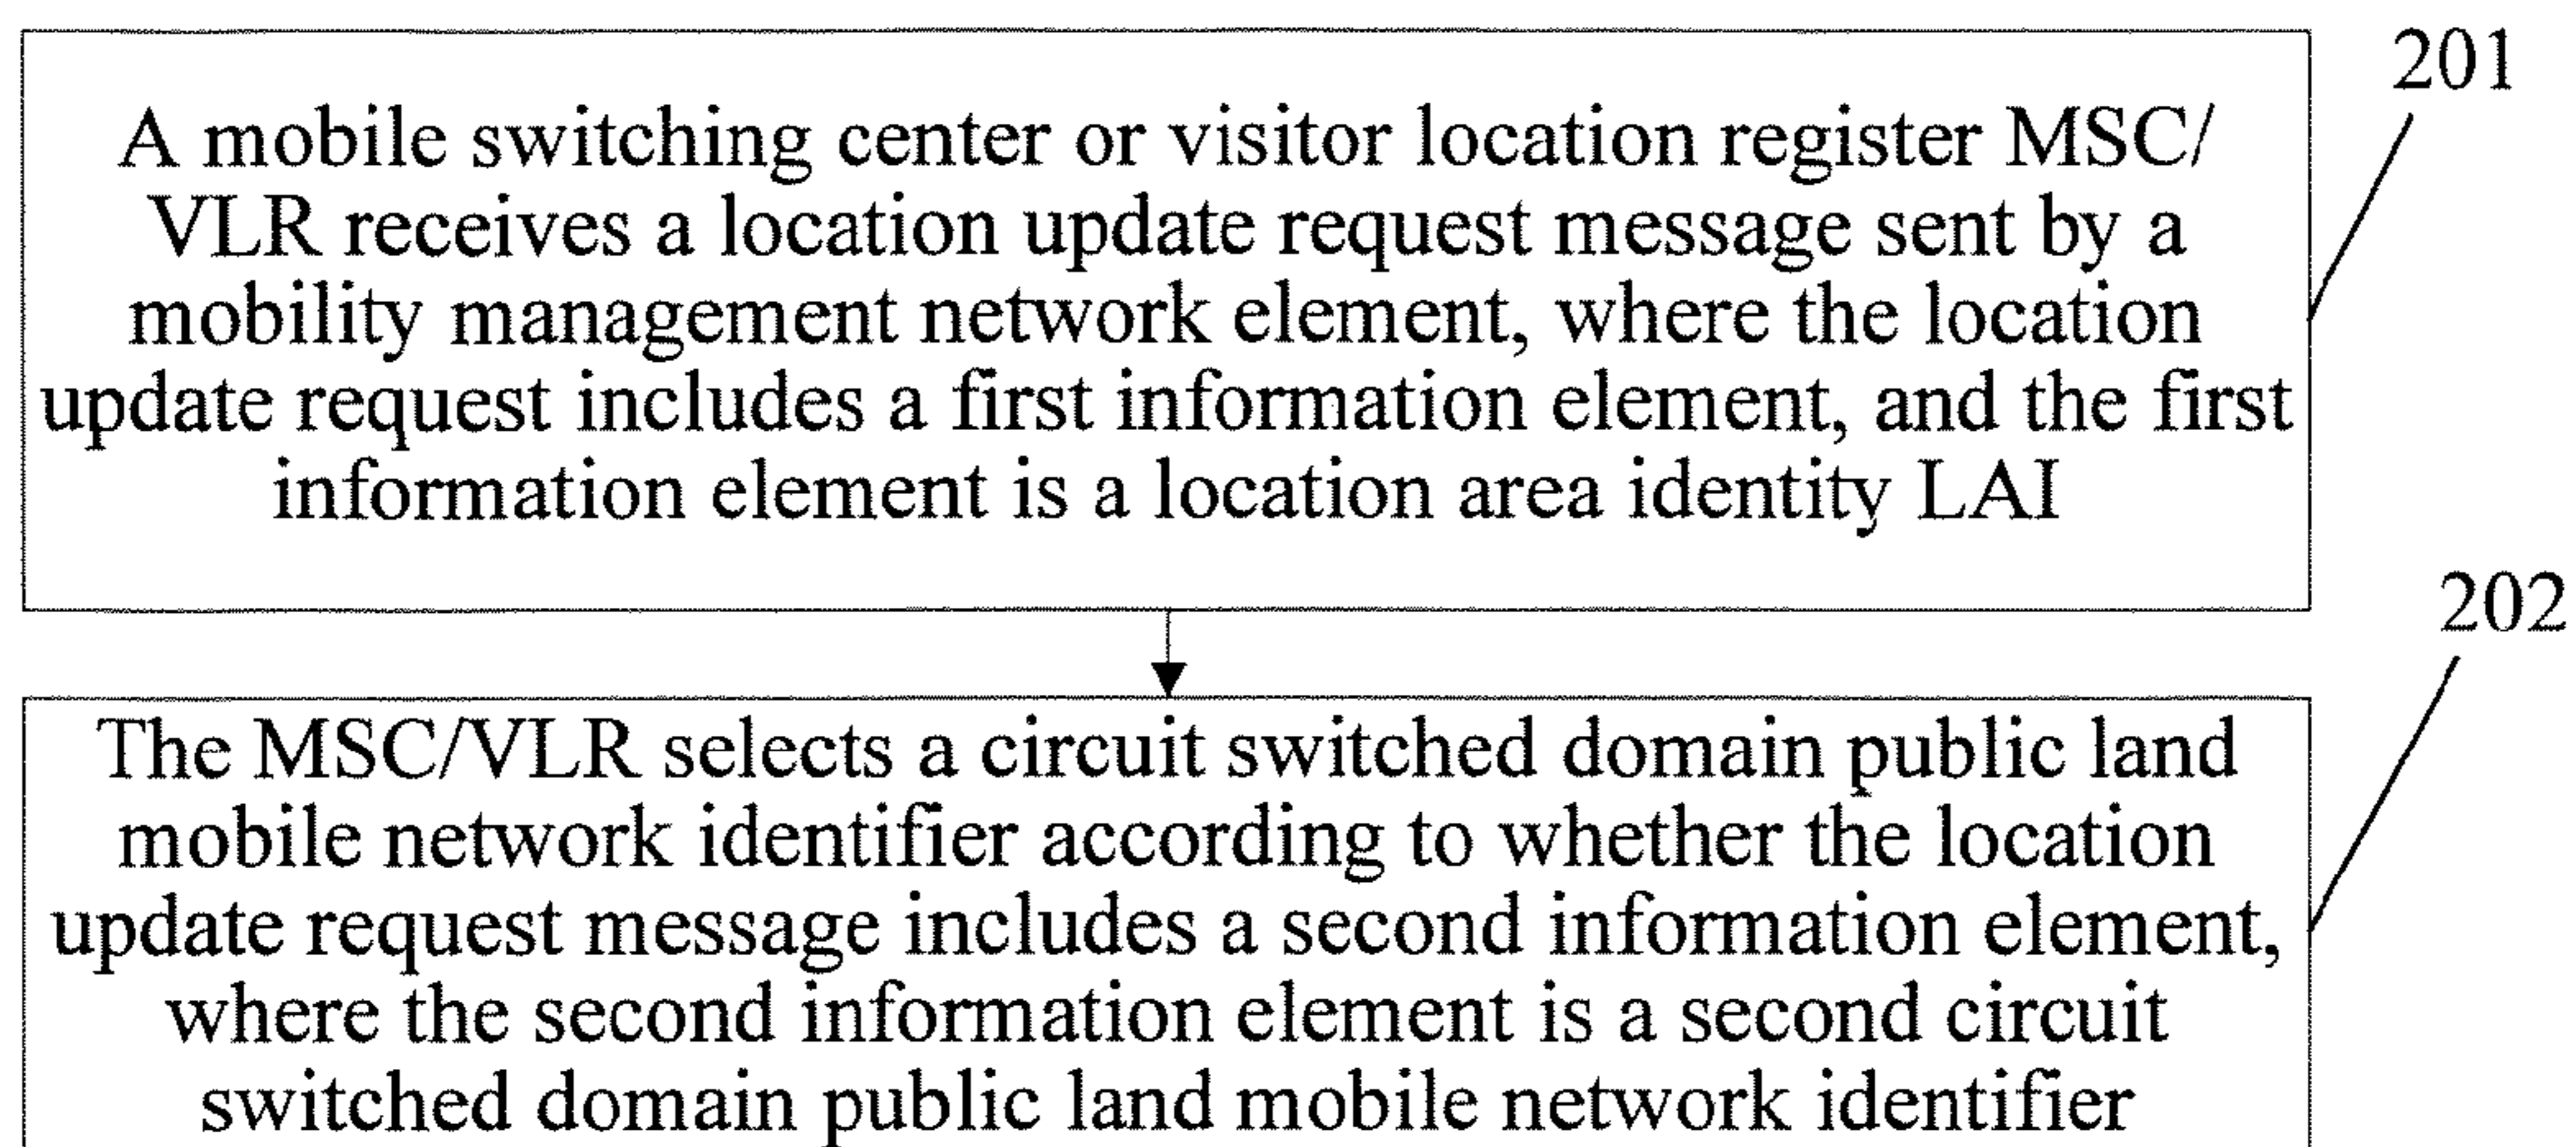 201
A mobile switching center or visitor location register MSC/
VLR receives a location update request message sent by a
mobility management network element, where the location
update request includes a first information element, and the first
information element is a location area identity LAI
202
The MSC/VLR selects a circuit switched domain public land
mobile network identifier according to whether the location
update request message includes a second information element,
where the second information element is a second circuit
switched domain public land mobile network identifier